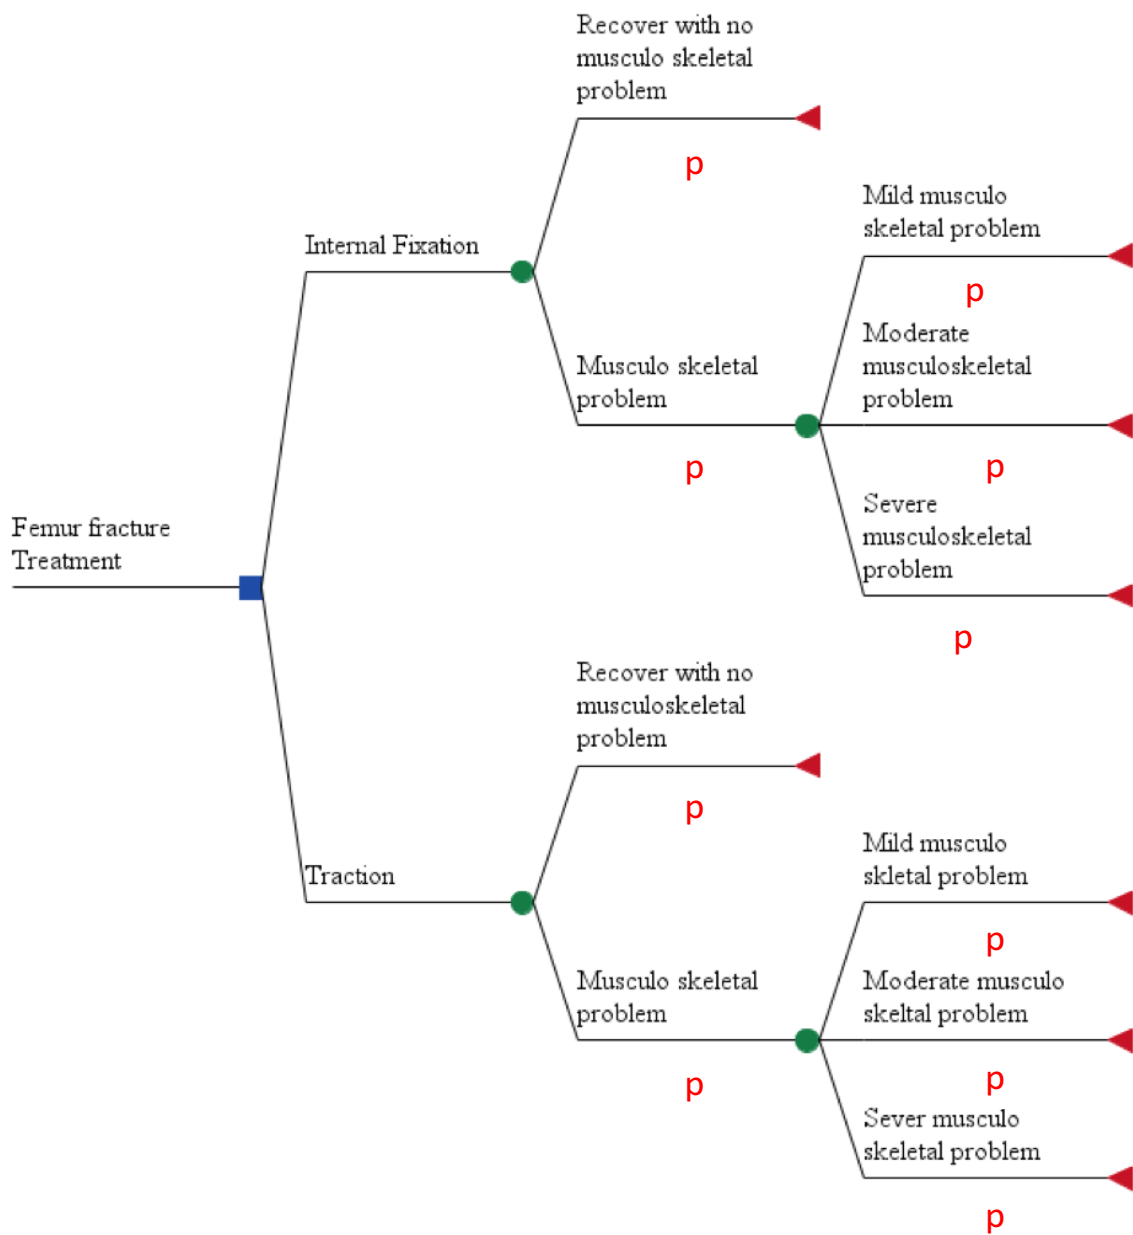 Recover with no
musculo skeletal
problem
p
Mild musculo
skeletal problem
p
Internal Fixation
Moderate
musculoskeletal
problem
p
Musculo skeletal
problem
p
Severe
musculoskeletal
problem
p
Femur fracture
Treatment
Recover with no
musculoskeletal
problem
p
Mild musculo
skletal problem
p
Traction
Musculo skeletal
problem
p
Moderate musculo
skeltal problem
p
Sever musculo
skeletal problem
p